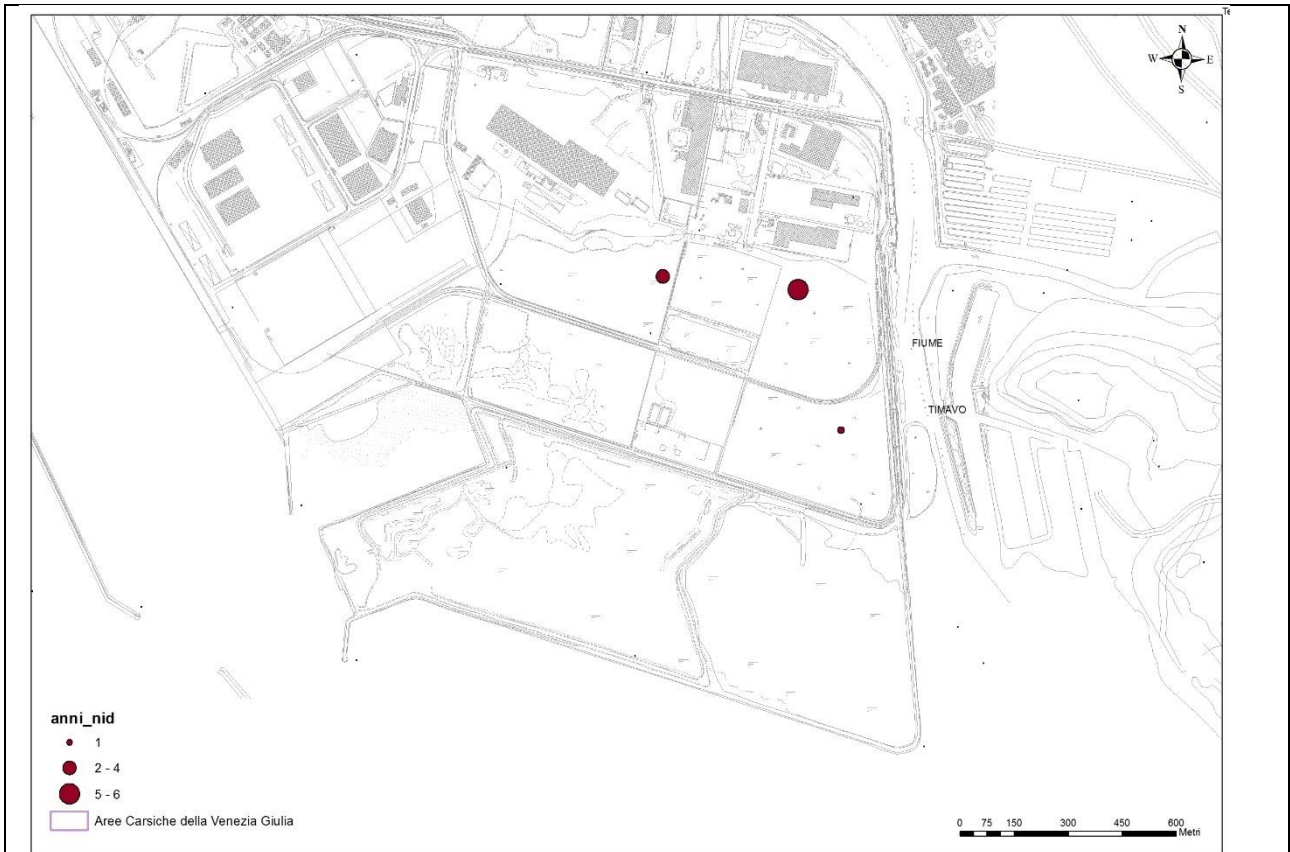 Te
N
W E
S
FIUME
TIMAVO
anni_nid
1
2 - 4
5 - 6
Aree Carsiche della Venezia Giulia
0 75 150 300 450 600
Metri